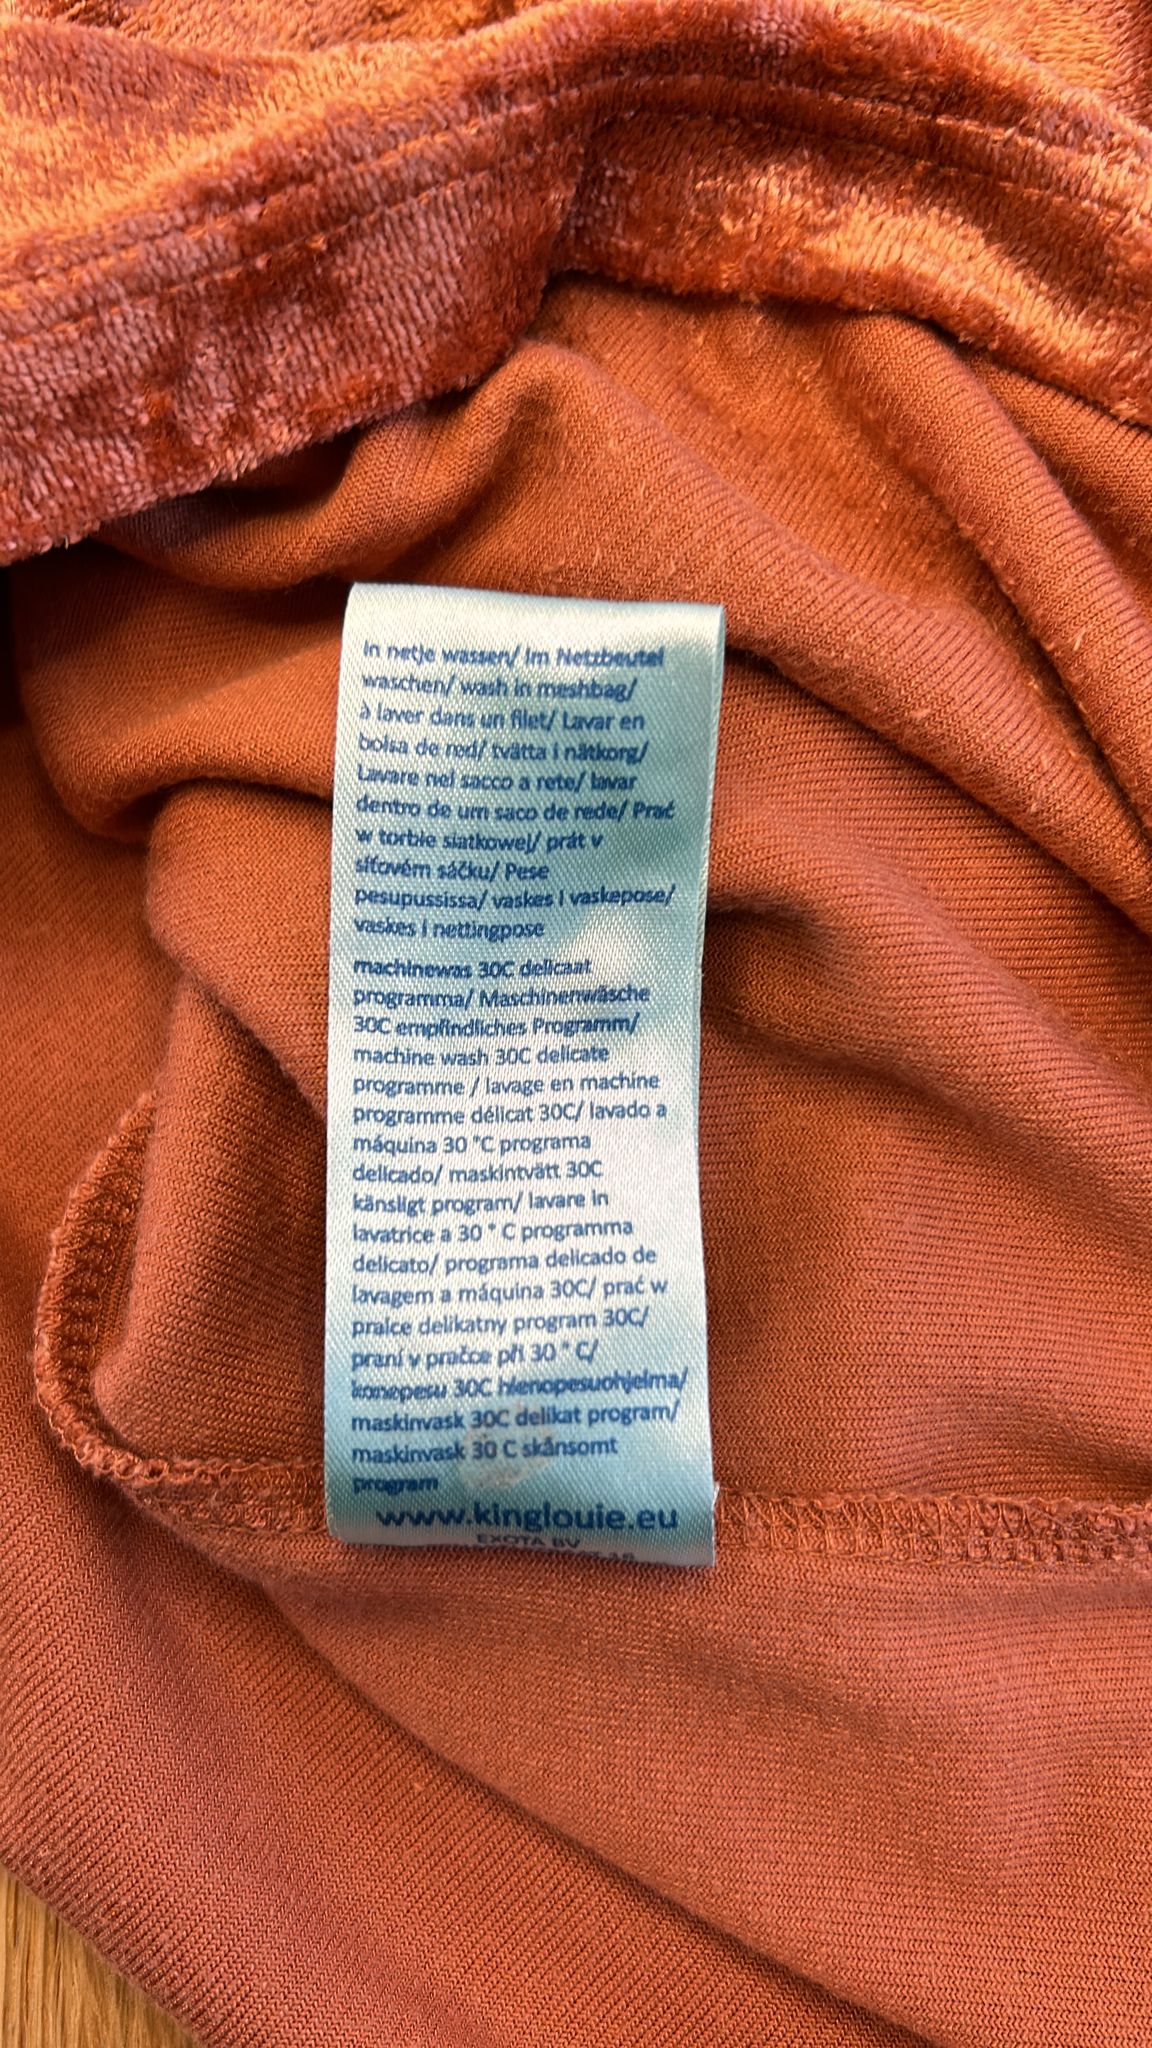 in netje wassen/ im Netzbeutel
waschen/ wash in meshbag/
à laver dans un filet/ Lavar en
bolsa de red/ tvätta i nätkorg/
Lavare nel sacco a rete/ lavar
dentro de um saco de rede/ Prać
w torbie siatkowej/ prát v
síťovém sáčku/ Pese
pesupussissa/ vaskes i vaskepose/
vaskes i nettingpose
machinewas 30C delicaat
programma/ Maschinenwäsche
30C empfindliches Programm/
machine wash 30C delicate
programme / lavage en machine
programme délicat 30C/ lavado a
máquina 30 °C programa
delicado/ maskintvätt 30C
känsligt program/ lavare in
lavatrice a 30 ° C programma
delicato/ programa delicado de
lavagem a máquina 30C/ prać w
pralce delikatny program 30C/
praní v pračce při 30 ° C/
konepesu 30C hienopesuohjelma/
maskinvask 30C delikat program/
maskinvask 30 C skånsomt
program
www.kinglouie.eu
EXOTA BV